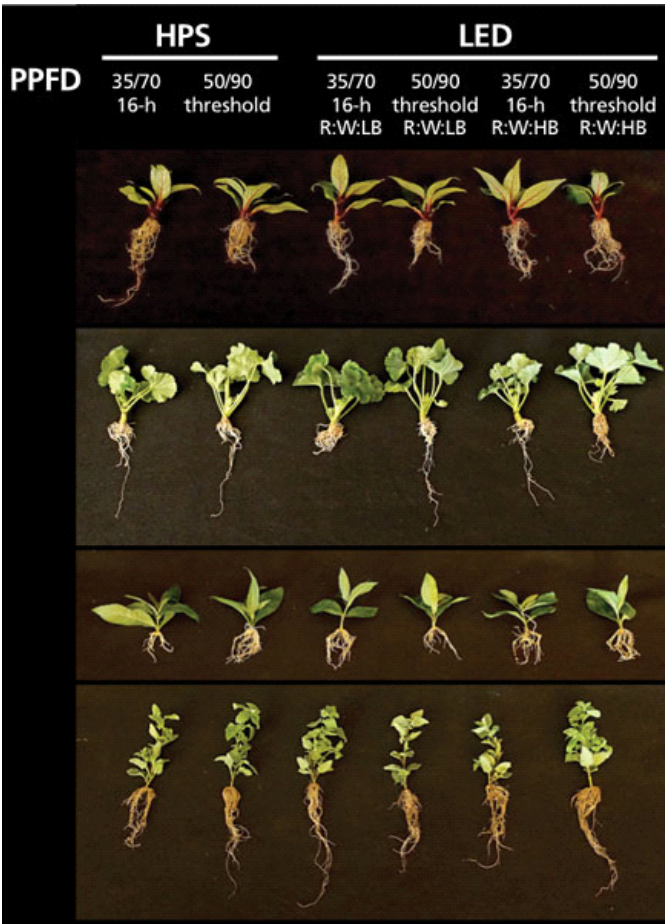 HPS LED
PPFD 35/70 50/90 35/70 50/90 35/70 50/90
16-h threshold 16-h threshold 16-h threshold
R:W:LB R:W:LB R:W:HB R:W:HB